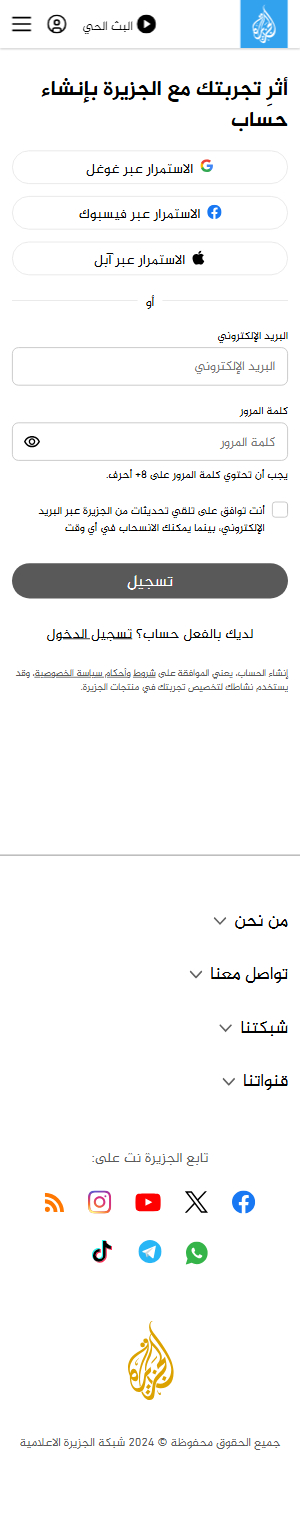 البث الحي
أثرِ تجربتك مع الجزيرة بإنشاء
حساب
الاستمرار عبر غوغل
الاستمرار عبر فيسبوك
الاستمرار عبر آبل
أو
البريد الإلكتروني
البريد الإلكتروني
كلمة المرور
كلمة المرور
يجب أن تحتوي كلمة المرور على 8+ أحرف.
أنت توافق على تلقي تحديثات من الجزيرة عبر البريد
الإلكتروني، بينما يمكنك الانسحاب في أي وقت
تسجيل
لديك بالفعل حساب؟ تسجيل الدخول
إنشاء الحساب، يعني الموافقة على شروط وأحكام سياسة الخصوصية، وقد
يستخدم نشاطك لتخصيص تجربتك في منتجات الجزيرة.
من نحن
تواصل معنا
شبكتنا
قنواتنا
تابع الجزيرة نت على:
الجزيرة
جميع الحقوق محفوظة © 2024 شبكة الجزيرة الاعلامية